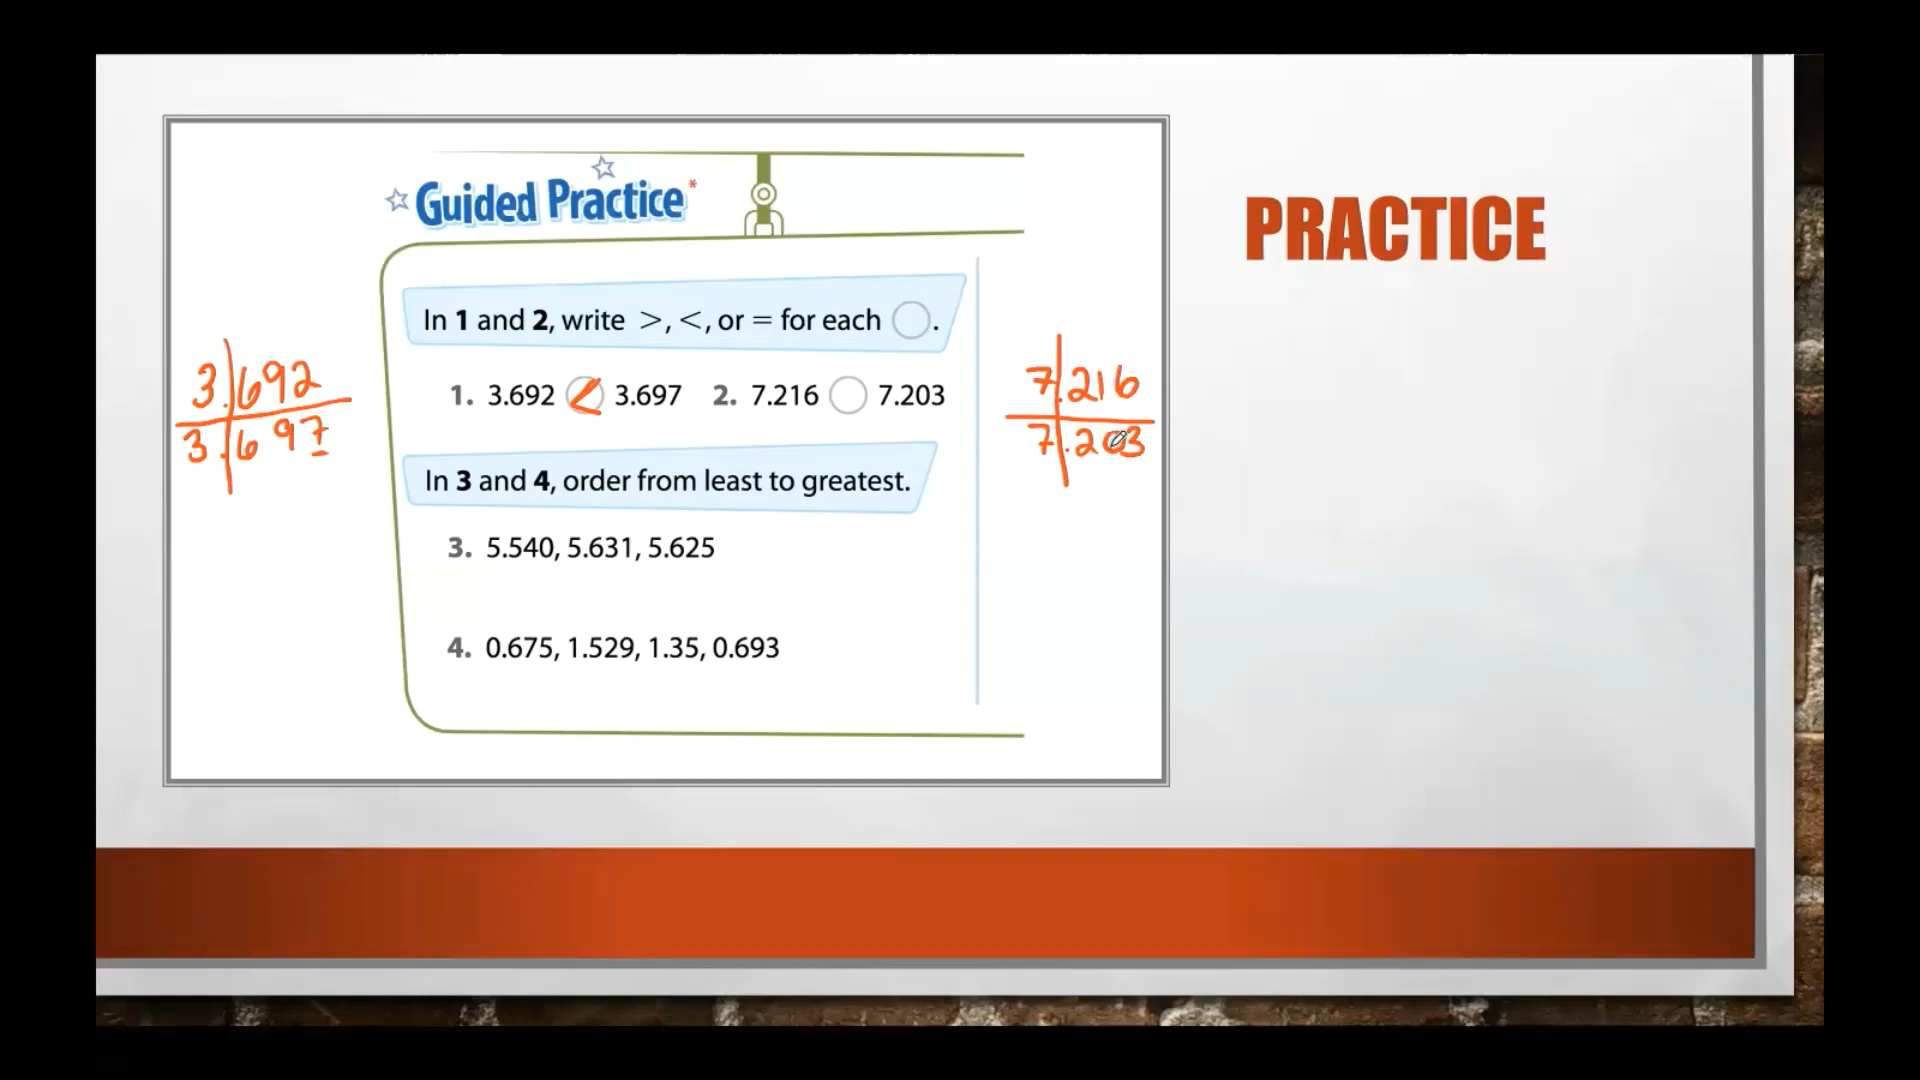 Guided Practice*
PRACTICE
In 1 and 2, write >, <, or = for each ◯.
1. 3.692 < 3.697 2. 7.216 ◯ 7.203
3.692
3.697
7.216
7.203
In 3 and 4, order from least to greatest.
3. 5.540, 5.631, 5.625
4. 0.675, 1.529, 1.35, 0.693